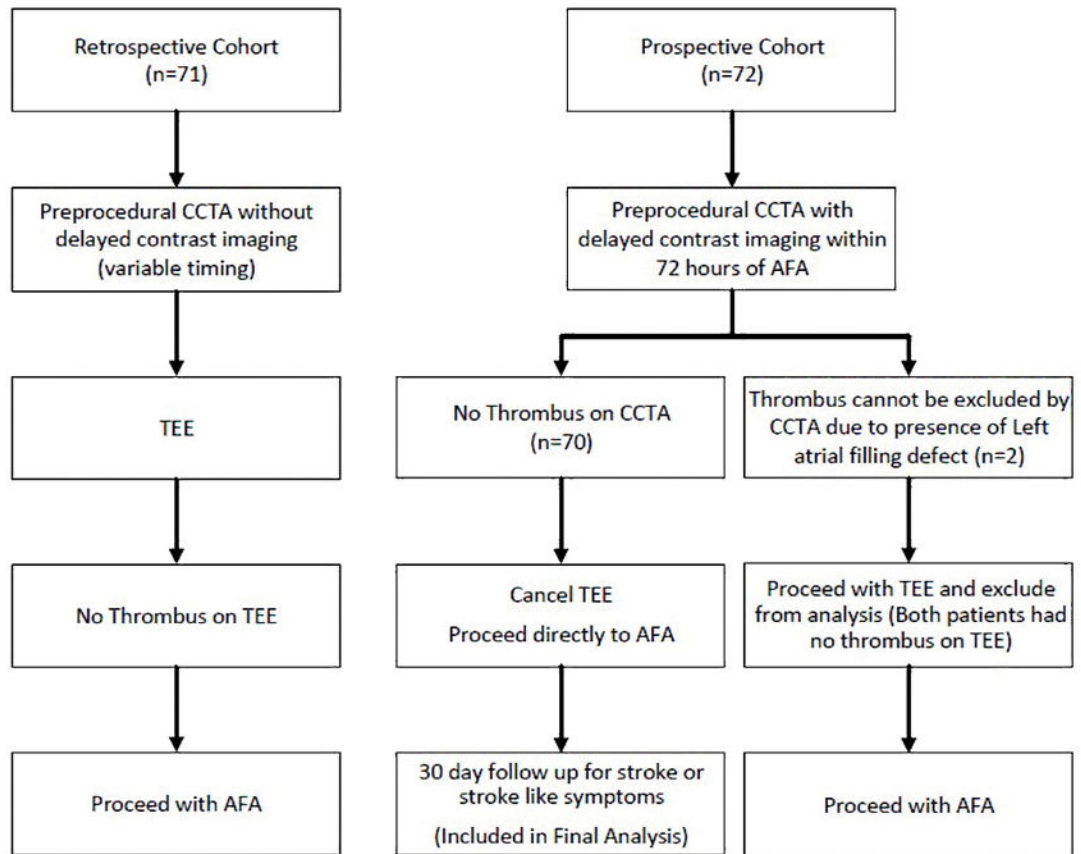 Retrospective Cohort
(n=71)
Prospective Cohort
(n=72)
Preprocedural CCTA without
delayed contrast imaging
(variable timing)
Preprocedural CCTA with
delayed contrast imaging within
72 hours of AFA
TEE
No Thrombus on CCTA
(n=70)
Thrombus cannot be excluded by
CCTA due to presence of Left
atrial filling defect (n=2)
No Thrombus on TEE
Cancel TEE
Proceed directly to AFA
Proceed with TEE and exclude
from analysis (Both patients had
no thrombus on TEE)
Proceed with AFA
30 day follow up for stroke or
stroke like symptoms
(Included in Final Analysis)
Proceed with AFA